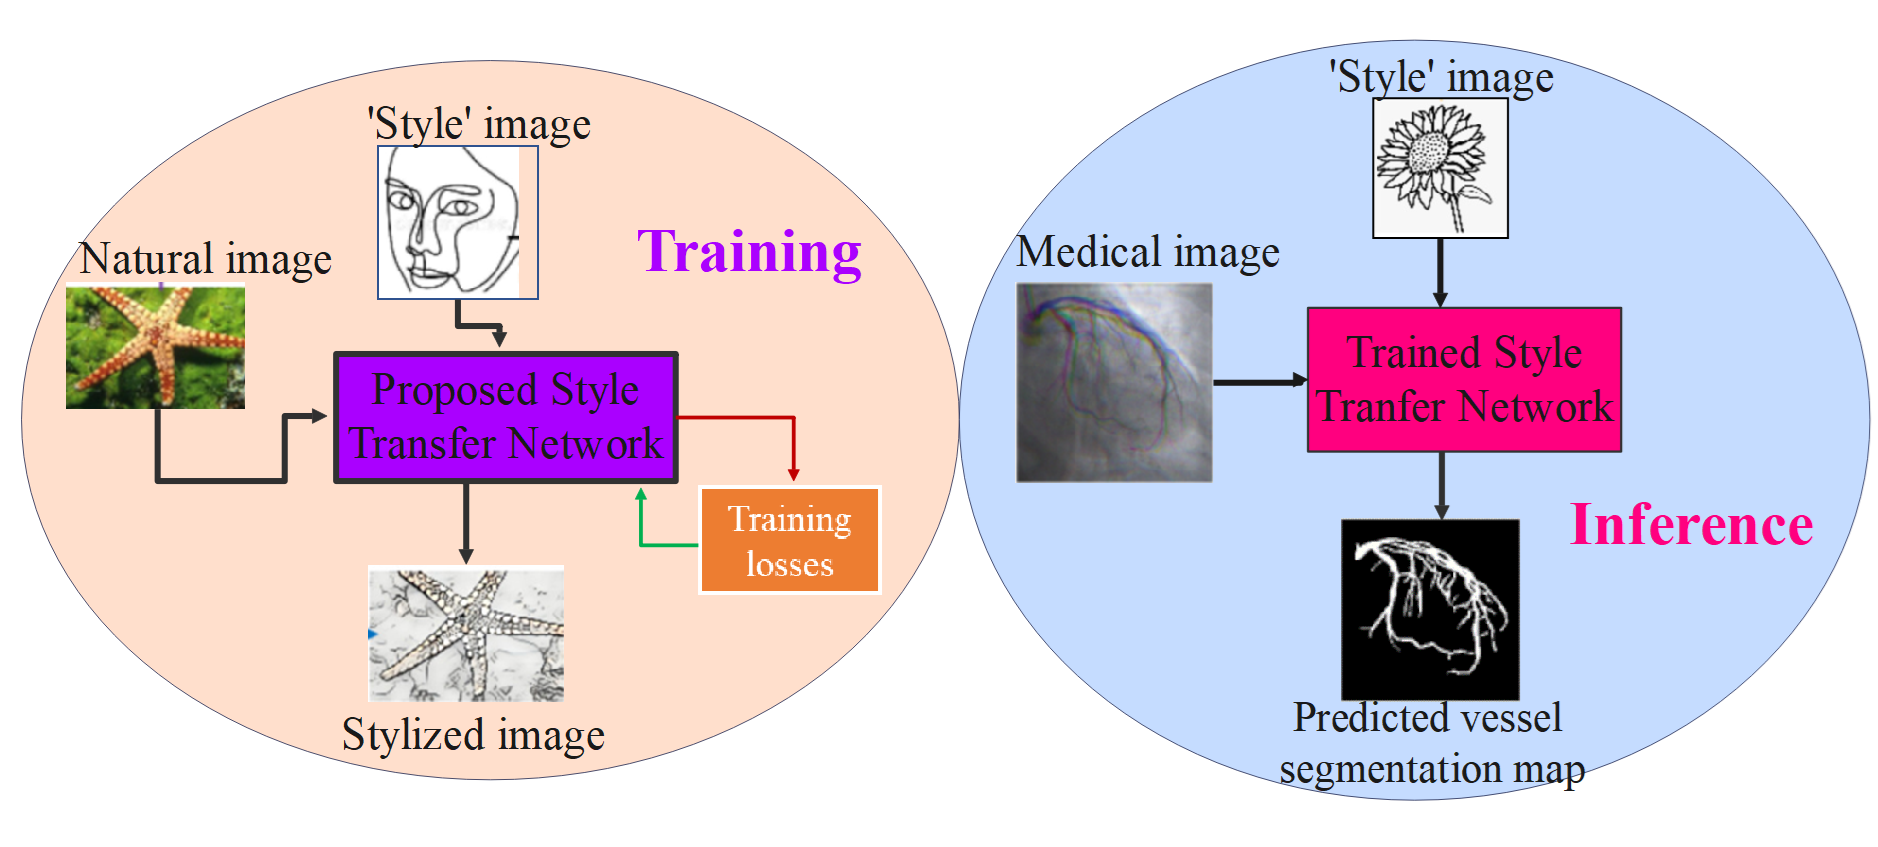 'Style' image
Natural image
Training
Proposed Style
Transfer Network
Training
losses
Stylized image
'Style' image
Medical image
Trained Style
Tranfer Network
Inference
Predicted vessel
segmentation map